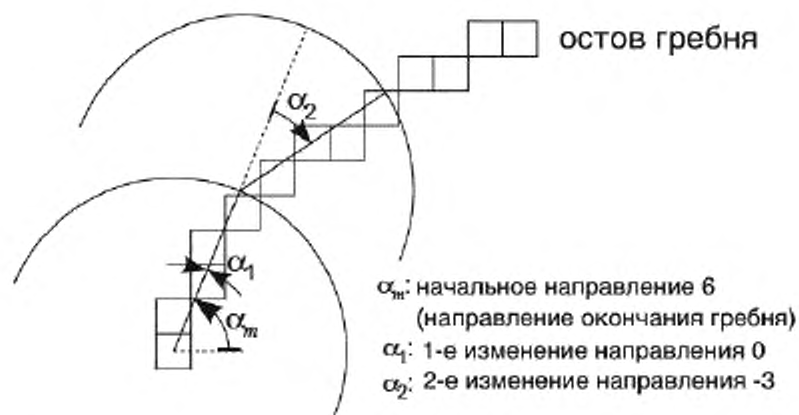 остов гребня
α₂
α₁
αₘ
αₘ: начальное направление 6
(направление окончания гребня)
α₁: 1-е изменение направления 0
α₂: 2-е изменение направления -3